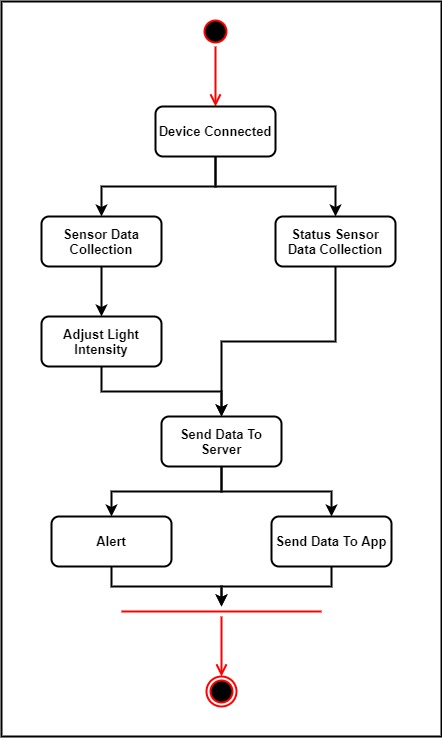 Device Connected
Sensor Data
Collection
Status Sensor
Data Collection
Adjust Light
Intensity
Send Data To
Server
Alert
Send Data To App